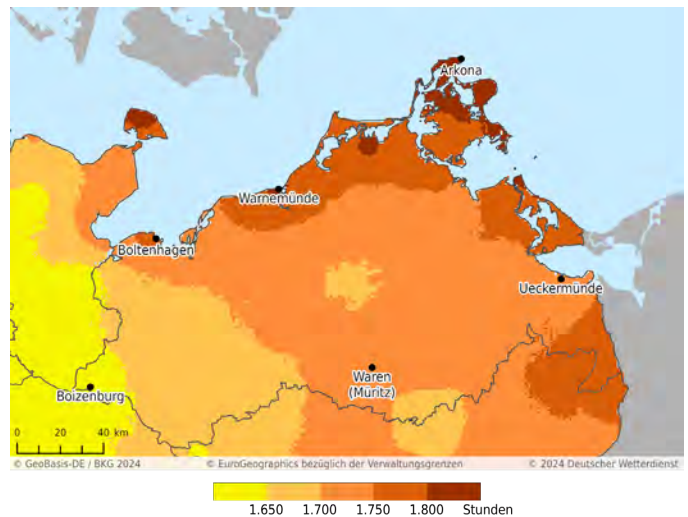 Arkona
Warnemünde
Boltenhagen
Ueckermünde
Waren
(Müritz)
Boizenburg
0 20 40 km
© GeoBasis-DE / BKG 2024 © EuroGeographics bezüglich der Verwaltungsgrenzen © 2024 Deutscher Wetterdienst
1.650 1.700 1.750 1.800 Stunden